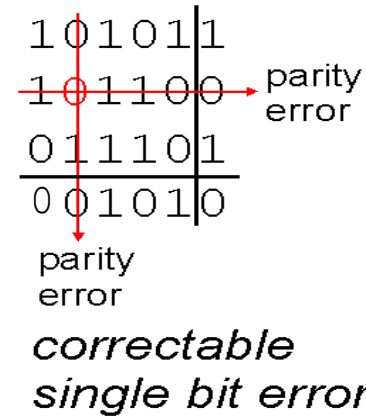 101011
101100
parity
error
011101
001010
parity
error
correctable
single bit error